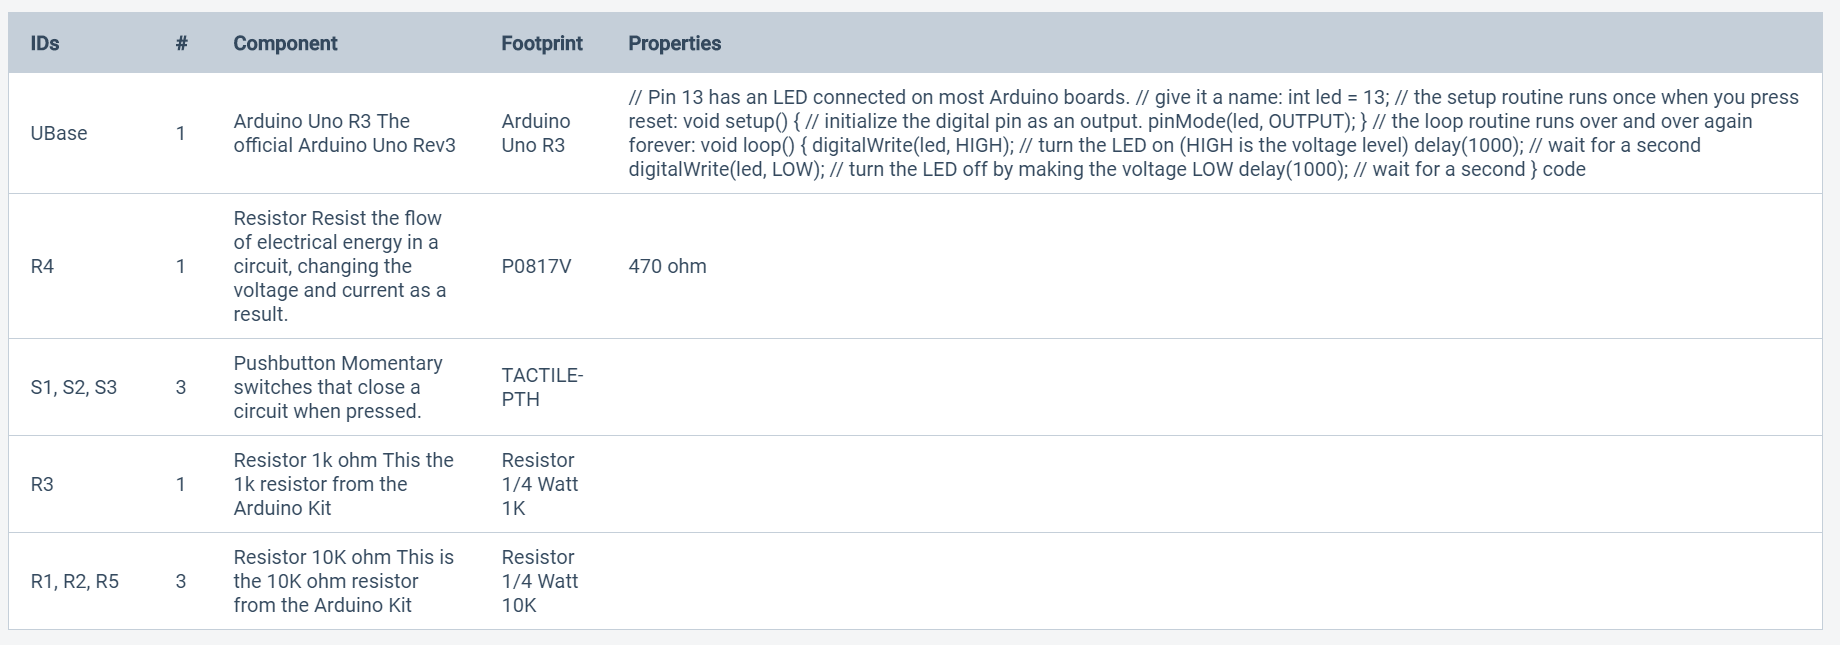 IDs # Component Footprint Properties
UBase 1
Arduino Uno R3 The
official Arduino Uno Rev3
Arduino
Uno R3
// Pin 13 has an LED connected on most Arduino boards. // give it a name: int led = 13; // the setup routine runs once when you press
reset: void setup() { // initialize the digital pin as an output. pinMode(led, OUTPUT); } // the loop routine runs over and over again
forever: void loop() { digitalWrite(led, HIGH); // turn the LED on (HIGH is the voltage level) delay(1000); // wait for a second
digitalWrite(led, LOW); // turn the LED off by making the voltage LOW delay(1000); // wait for a second } code
R4 1
Resistor Resist the flow
of electrical energy in a
circuit, changing the
voltage and current as a
result.
P0817V
470 ohm
S1, S2, S3 3
Pushbutton Momentary
switches that close a
circuit when pressed.
TACTILE-
PTH
R3 1
Resistor 1k ohm This the
1k resistor from the
Arduino Kit
Resistor
1/4 Watt
1K
R1, R2, R5 3
Resistor 10K ohm This is
the 10K ohm resistor
from the Arduino Kit
Resistor
1/4 Watt
10K